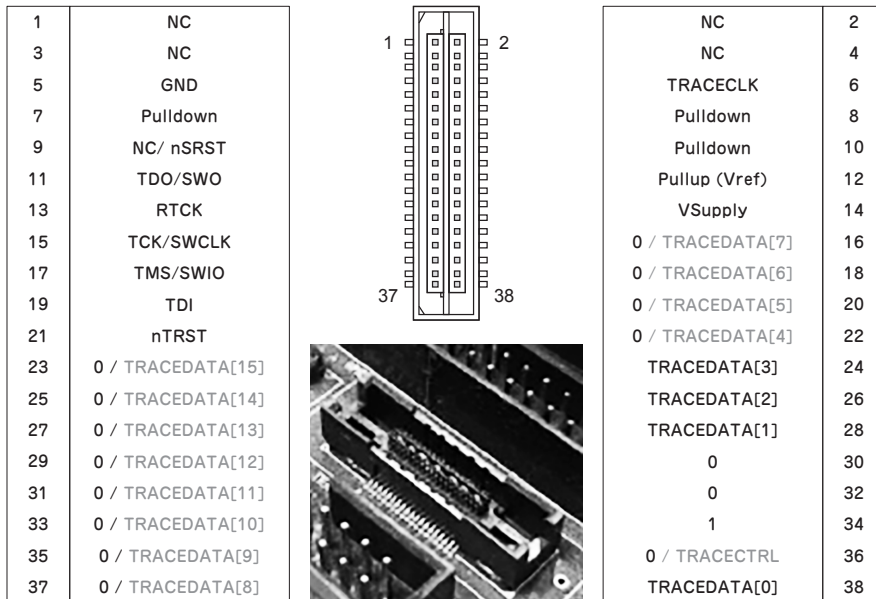 1 NC 1 2 NC 2
3 NC NC 4
5 GND TRACECLK 6
7 Pulldown Pulldown 8
9 NC/ nSRST Pulldown 10
11 TDO/SWO Pullup (Vref) 12
13 RTCK VSupply 14
15 TCK/SWCLK 0 / TRACEDATA[7] 16
17 TMS/SWIO 0 / TRACEDATA[6] 18
19 TDI 37 38 0 / TRACEDATA[5] 20
21 nTRST 0 / TRACEDATA[4] 22
23 0 / TRACEDATA[15] TRACEDATA[3] 24
25 0 / TRACEDATA[14] TRACEDATA[2] 26
27 0 / TRACEDATA[13] TRACEDATA[1] 28
29 0 / TRACEDATA[12] 0 30
31 0 / TRACEDATA[11] 0 32
33 0 / TRACEDATA[10] 1 34
35 0 / TRACEDATA[9] 0 / TRACECTRL 36
37 0 / TRACEDATA[8] TRACEDATA[0] 38